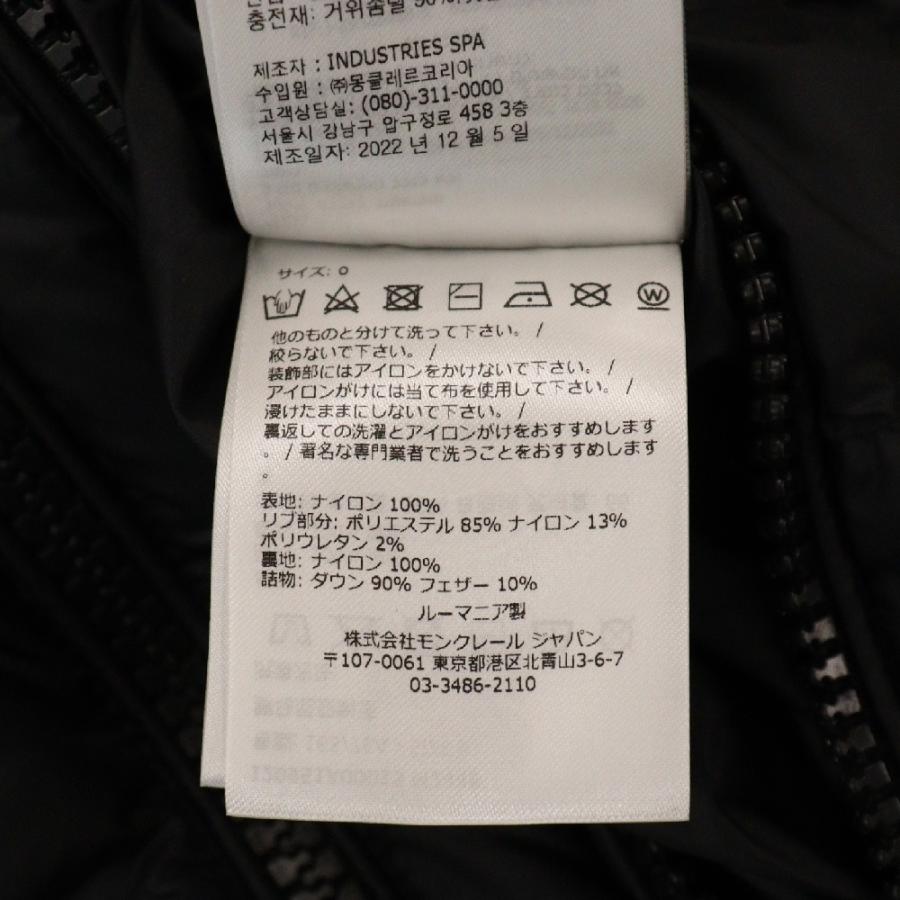 충전재: 거위솜털 90%
제조자 : INDUSTRIES SPA
수입원 : ㈜몽클레르코리아
고객상담실: (080)-311-0000
서울시 강남구 압구정로 458 3층
제조일자: 2022 년 12 월 5 일
サイズ: 0
W
他のものと分けて洗って下さい。 /
絞らないで下さい。 /
装飾部にはアイロンをかけないで下さい。 /
アイロンがけには当て布を使用して下さい。 /
浸けたままにしないで下さい。 /
裏返しての洗濯とアイロンがけをおすすめします
。 / 著名な専門業者で洗うことをおすすめします
。
表地: ナイロン 100%
リブ部分: ポリエステル 85% ナイロン 13%
ポリウレタン 2%
裏地: ナイロン 100%
詰物: ダウン 90% フェザー 10%
ルーマニア製
株式会社モンクレール ジャパン
〒107-0061 東京都港区北青山3-6-7
03-3486-2110